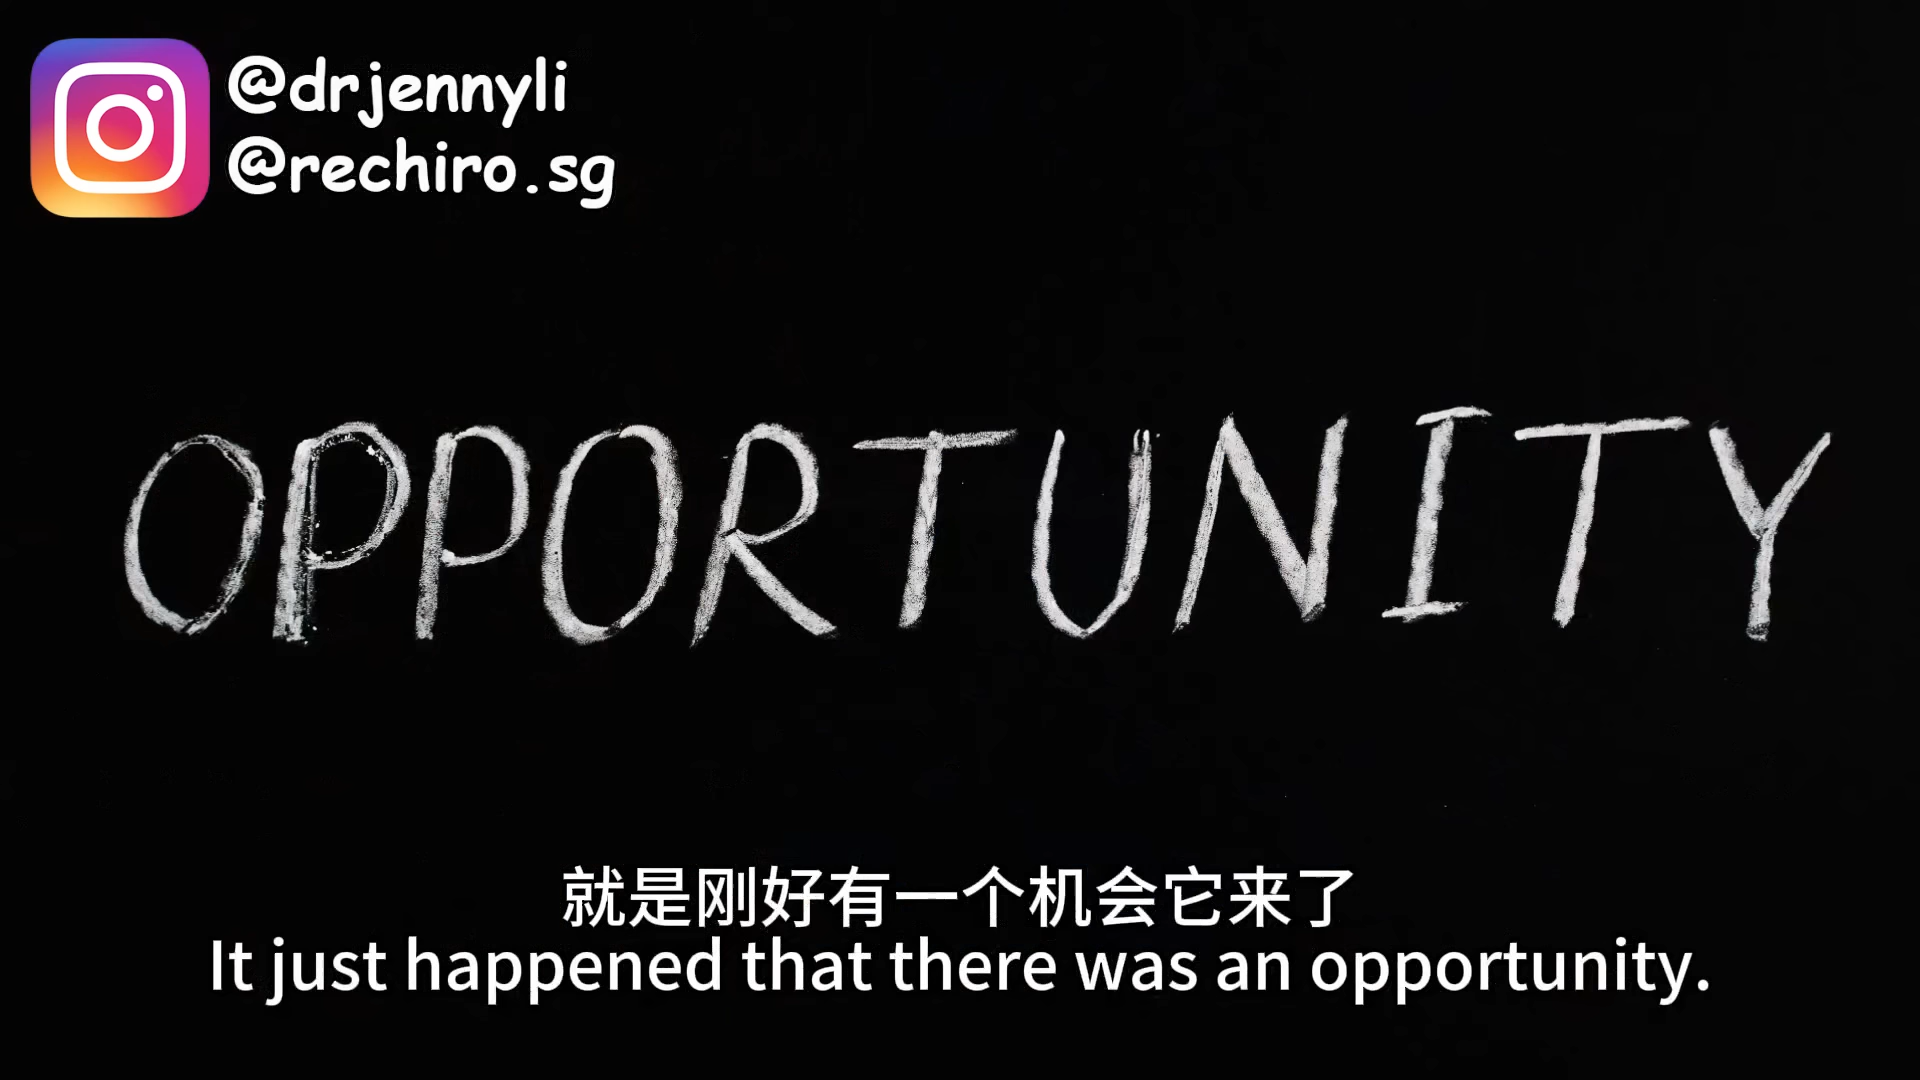 @drjennyli
@rechiro.sg
OPPORTUNITY
就是刚好有一个机会它来了
It just happened that there was an opportunity.